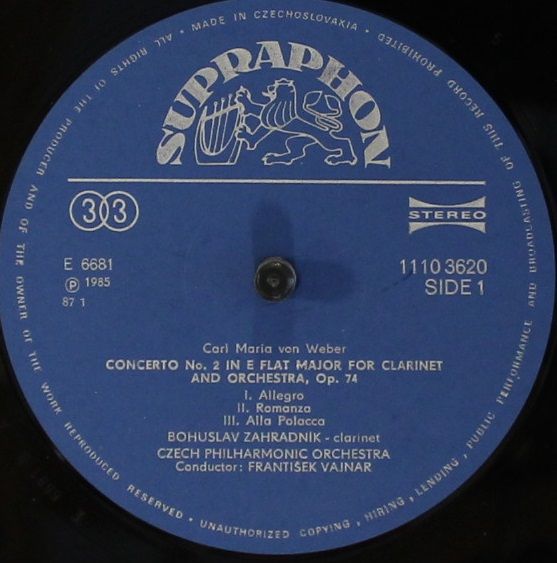 SUPRAPHON
33
STEREO
E 6681
℗ 1985
87 1
1110 3620
SIDE 1
Carl Maria von Weber
CONCERTO No. 2 IN E FLAT MAJOR FOR CLARINET
AND ORCHESTRA, Op. 74
I. Allegro
II. Romanza
III. Alla Polacca
BOHUSLAV ZAHRADNÍK - clarinet
CZECH PHILHARMONIC ORCHESTRA
Conductor: FRANTIŠEK VAJNAR
• MADE IN CZECHOSLOVAKIA • ALL RIGHTS OF THE PRODUCER AND OF THE OWNER OF THE WORK REPRODUCED RESERVED • UNAUTHORIZED COPYING, HIRING, LENDING, PUBLIC PERFORMANCE AND BROADCASTING OF THIS RECORD PROHIBITED